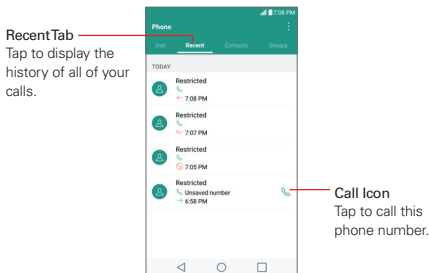 Recent Tab
Tap to display the
history of all of your
calls.
7:08 PM
Phone
Dial Recent Contacts Groups
TODAY
Restricted
7:08 PM
Restricted
7:07 PM
Restricted
7:05 PM
Restricted
Unsaved number
6:58 PM
Call Icon
Tap to call this
phone number.